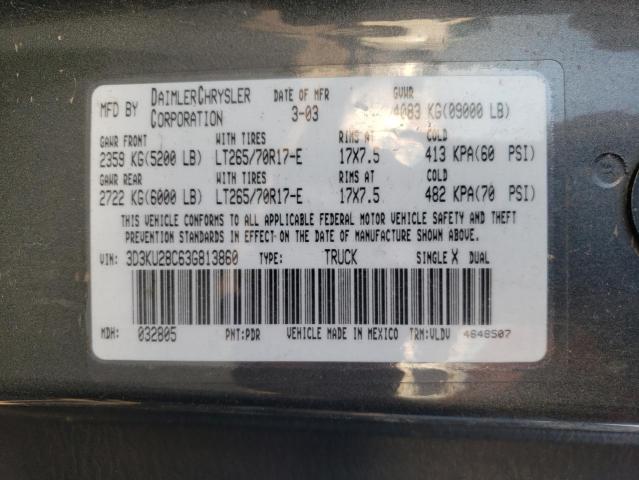 MFD BY DAIMLERCHRYSLER CORPORATION DATE OF MFR 3-03 GVWR 4083 KG(09000 LB)
GAWR FRONT WITH TIRES RIMS AT COLD
2359 KG(5200 LB) LT265/70R17-E 17X7.5 413 KPA(60 PSI)
GAWR REAR WITH TIRES RIMS AT COLD
2722 KG(6000 LB) LT265/70R17-E 17X7.5 482 KPA(70 PSI)
THIS VEHICLE CONFORMS TO ALL APPLICABLE FEDERAL MOTOR VEHICLE SAFETY AND THEFT
PREVENTION STANDARDS IN EFFECT ON THE DATE OF MANUFACTURE SHOWN ABOVE.
VIN: 3D3KU28C63G813860 TYPE: TRUCK SINGLE X DUAL
MDH: 032805 PNT:PDR VEHICLE MADE IN MEXICO TRM:VLDV 4648507